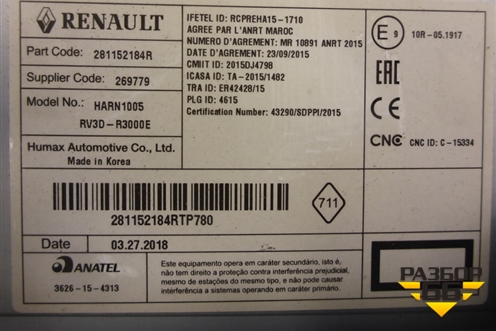 RENAULT
Part Code: 281152184R
Supplier Code: 269779
Model No: HARN1005
RV3D-R3000E
Humax Automotive Co., Ltd.
Made in Korea
IFETEL ID: RCPREHA15-1710
AGREE PAR L'ANRT MAROC
NUMERO D'AGREMENT: MR 10891 ANRT 2015
DATE D'AGREMENT: 23/09/2015
CMIIT ID: 2015DJ4798
ICASA ID: TA-2015/1482
TRA ID: ER42428/15
PLG ID: 4615
Certification: 43290/SDPPI/2015
E 9 10R-05.1917
EAC
CE
CNC CNC ID: C-15334
281152184RTP780
711
Date 03.27.2018
ANATEL
3626-15-4313
Este equipamento opera em caráter secundário, isto é,
não tem direito a proteção contra interferência prejudicial,
mesmo de estações do mesmo tipo, e não pode causar
interferência a sistemas operando em caráter primário.
РАЗБОР
66